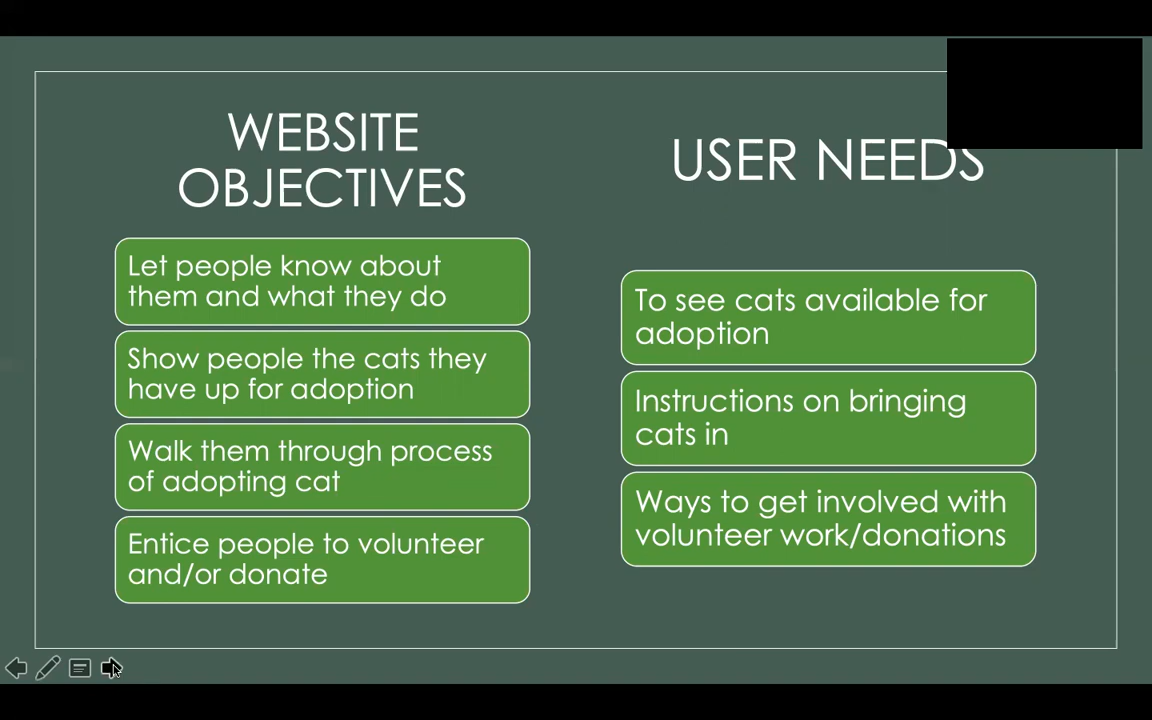 WEBSITE
OBJECTIVES
Let people know about
them and what they do
Show people the cats they
have up for adoption
Walk them through process
of adopting cat
Entice people to volunteer
and/or donate
USER NEEDS
To see cats available for
adoption
Instructions on bringing
cats in
Ways to get involved with
volunteer work/donations